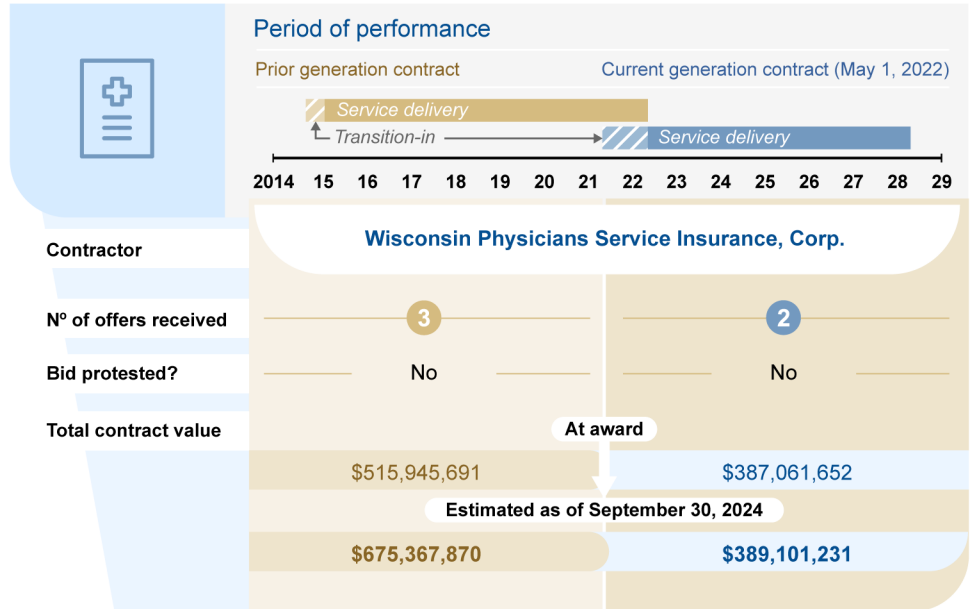 Period of performance
Prior generation contract
Current generation contract (May 1, 2022)
Service delivery
Transition-in
Service delivery
2014 15 16 17 18 19 20 21 22 23 24 25 26 27 28 29
Contractor
Wisconsin Physicians Service Insurance, Corp.
Nº of offers received
3
2
Bid protested?
No
No
Total contract value
At award
$515,945,691
$387,061,652
Estimated as of September 30, 2024
$675,367,870
$389,101,231